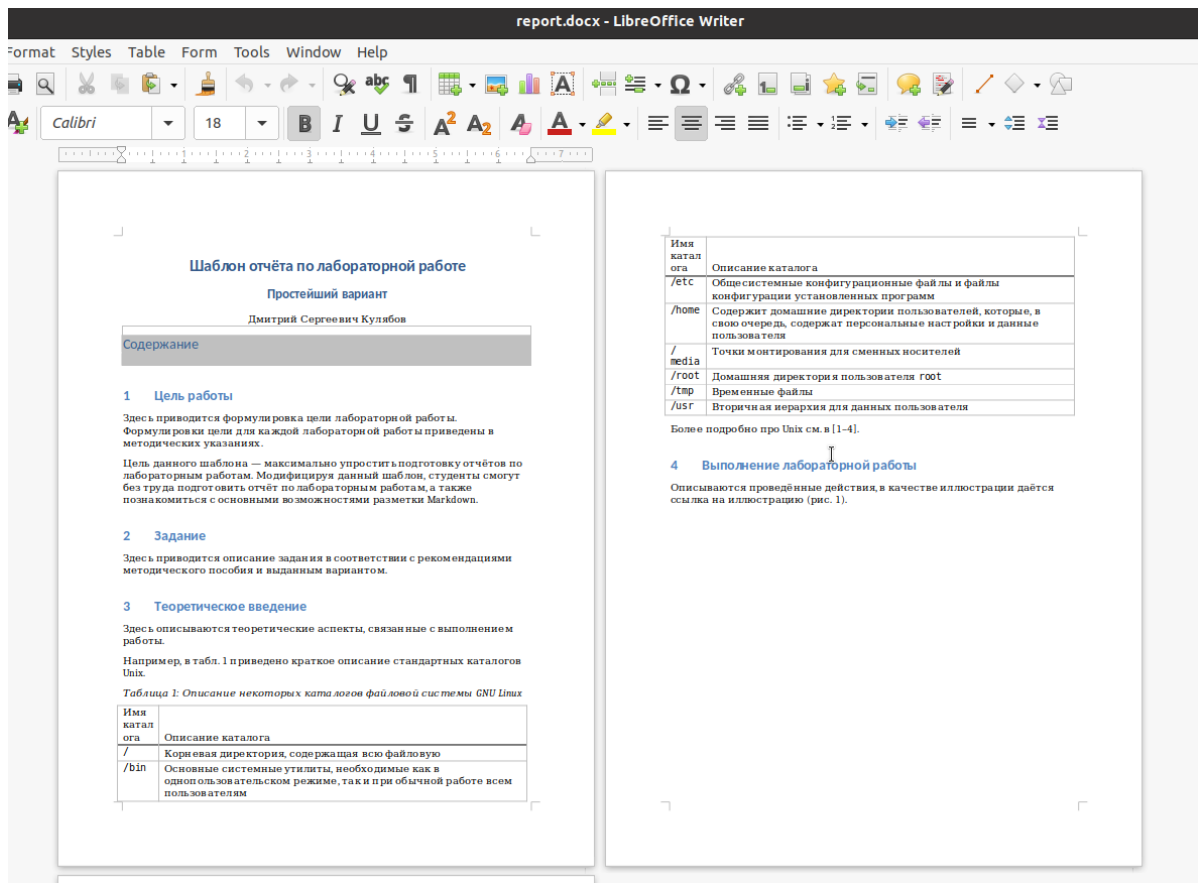 report.docx - LibreOffice Writer
Format Styles Table Form Tools Window Help
Calibri 18
1 2 3 4 5 6 7
Шаблон отчёта по лабораторной работе
Простейший вариант
Дмитрий Сергеевич Кулябов
Содержание
1 Цель работы
Здесь приводится формулировка цели лабораторной работы.
Формулировки цели для каждой лабораторной работы приведены в
методических указаниях.
Цель данного шаблона — максимально упростить подготовку отчётов по
лабораторным работам. Модифицируя данный шаблон, студенты смогут
без труда подготовить отчёт по лабораторным работам, а также
познакомиться с основными возможностями разметки Markdown.
2 Задание
Здесь приводится описание задания в соответствии с рекомендациями
методического пособия и выданным вариантом.
3 Теоретическое введение
Здесь описываются теоретические аспекты, связанные с выполнением
работы.
Например, в табл. 1 приведено краткое описание стандартных каталогов
Unix.
Таблица 1: Описание некоторых каталогов файловой системы GNU Linux
Имя
катал
ога Описание каталога
/ Корневая директория, содержащая всю файловую
/bin Основные системные утилиты, необходимые как в
однопользовательском режиме, так и при обычной работе всем
пользователям
Имя
катал
ога Описание каталога
/etc Общесистемные конфигурационные файлы и файлы
конфигурации установленных программ
/home Содержит домашние директории пользователей, которые, в
свою очередь, содержат персональные настройки и данные
пользователя
/ Точки монтирования для сменных носителей
media
/root Домашняя директория пользователя root
/tmp Временные файлы
/usr Вторичная иерархия для данных пользователя
Более подробно про Unix см. в [1–4].
4 Выполнение лабораторной работы
Описываются проведённые действия, в качестве иллюстрации даётся
ссылка на иллюстрацию (рис. 1).